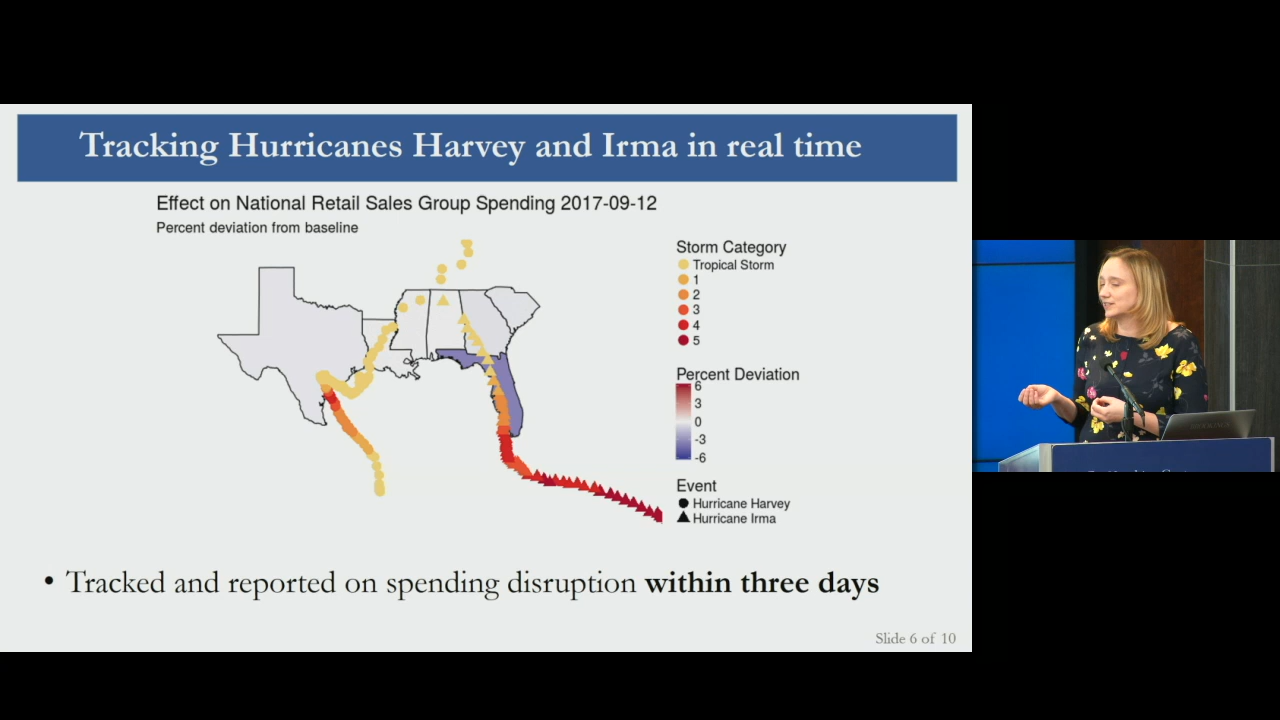 Tracking Hurricanes Harvey and Irma in real time
Effect on National Retail Sales Group Spending 2017-09-12
Percent deviation from baseline
Storm Category
Tropical Storm
1
2
3
4
5
Percent Deviation
6
3
0
-3
-6
Event
Hurricane Harvey
Hurricane Irma
• Tracked and reported on spending disruption within three days
Slide 6 of 10